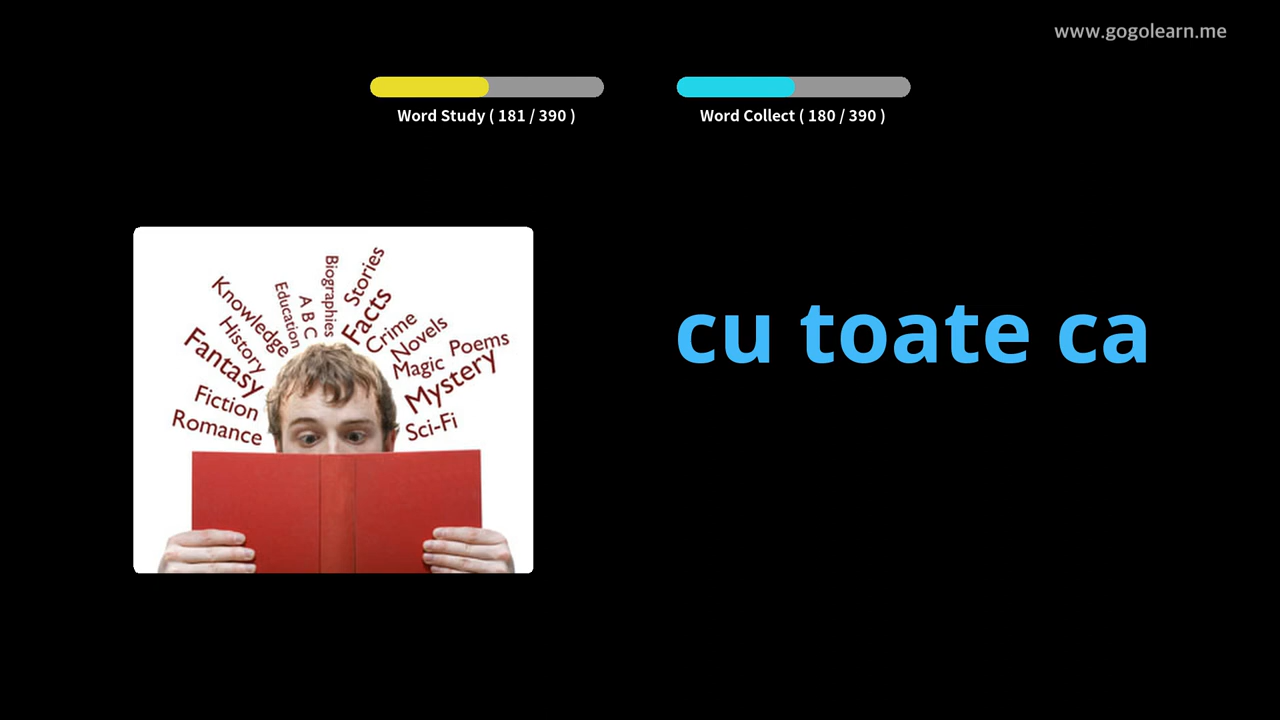 www.gogolearn.me
Word Study ( 181 / 390 )
Word Collect ( 180 / 390 )
Knowledge
Education
A B C
Biographies
Stories
Facts
Crime
Novels
Poems
History
Fantasy
Magic
Mystery
Fiction
Romance
Sci-Fi
cu toate ca